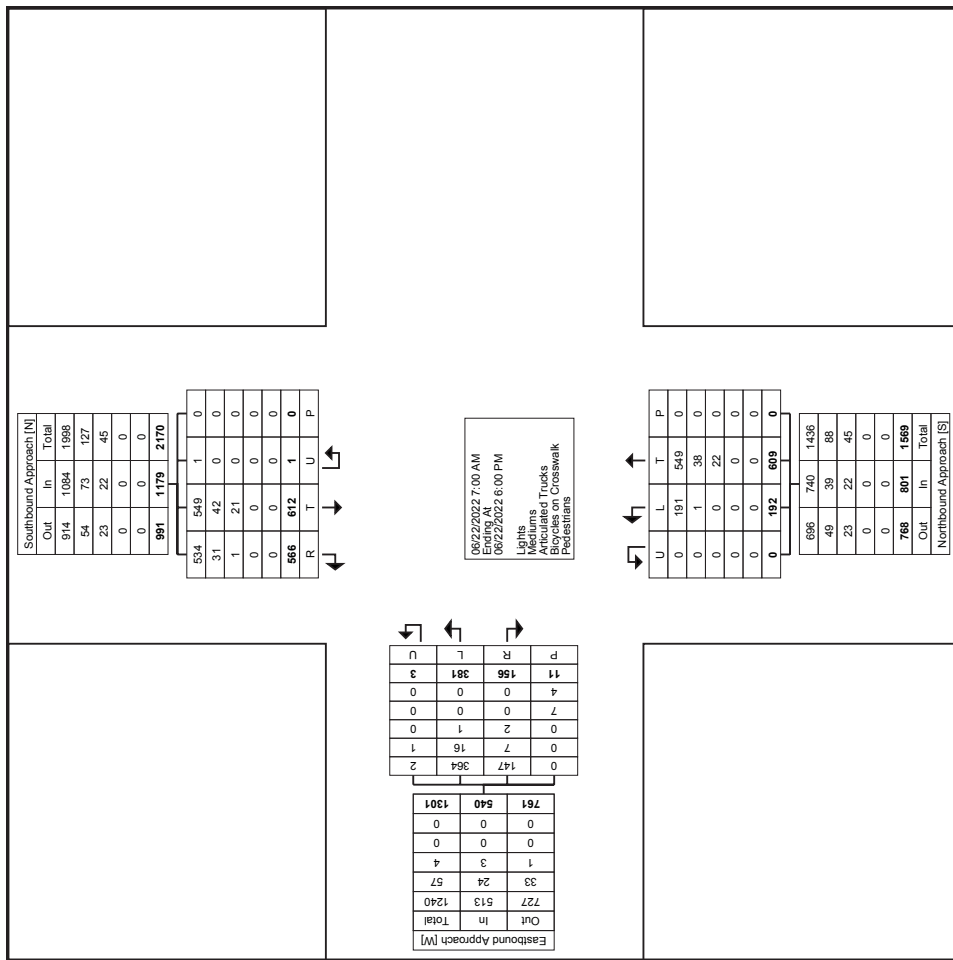 Southbound Approach [N]
Out In Total
914 1084 1998
54 73 127
23 22 45
0 0 0
0 0 0
991 1179 2170
534 549 1 0
31 42 0 0
1 21 0 0
0 0 0 0
0 0 0 0
566 612 1 0
R T U P
06/22/2022 7:00 AM
Ending At
06/22/2022 6:00 PM
Lights
Mediums
Articulated Trucks
Bicycles on Crosswalk
Pedestrians
U L T P
0 191 549 0
0 1 38 0
0 0 22 0
0 0 0 0
0 0 0 0
0 192 609 0
696 740 1436
49 39 88
23 22 45
0 0 0
0 0 0
768 801 1569
Out In Total
Northbound Approach [S]
Eastbound Approach [W]
Out In Total
727 513 1240
33 24 57
1 3 4
0 0 0
0 0 0
761 540 1301
0 147 364 2
0 7 16 1
0 2 1 0
7 0 0 0
4 0 0 0
11 156 381 3
P R L U